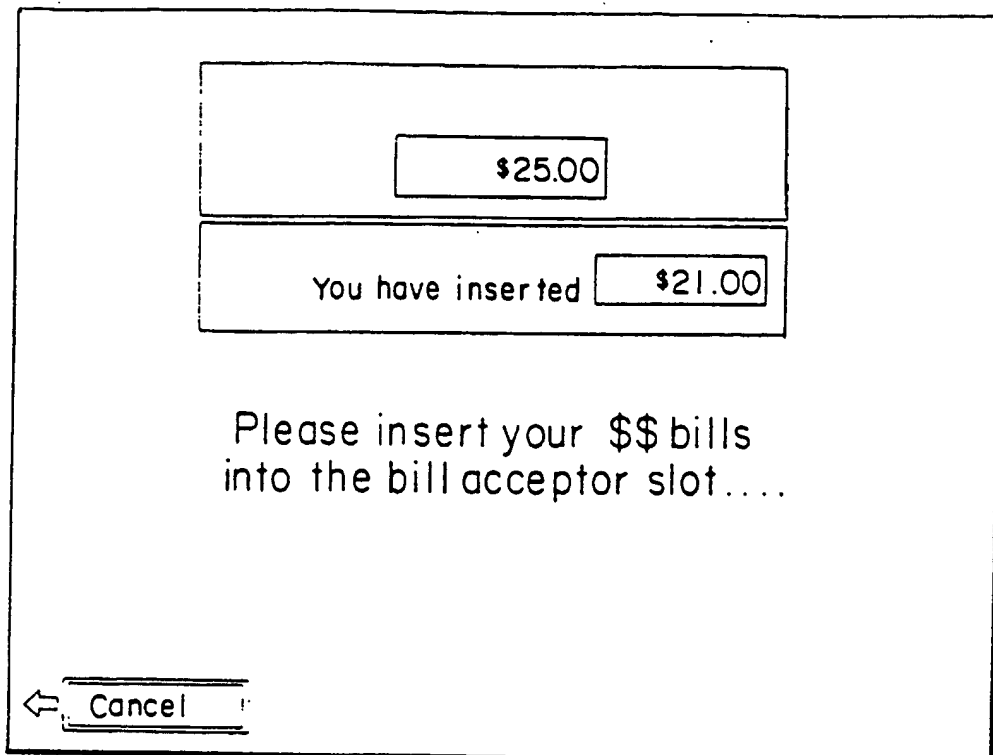 $25.00
You have inserted $21.00
Please insert your $$ bills
into the bill acceptor slot....
Cancel